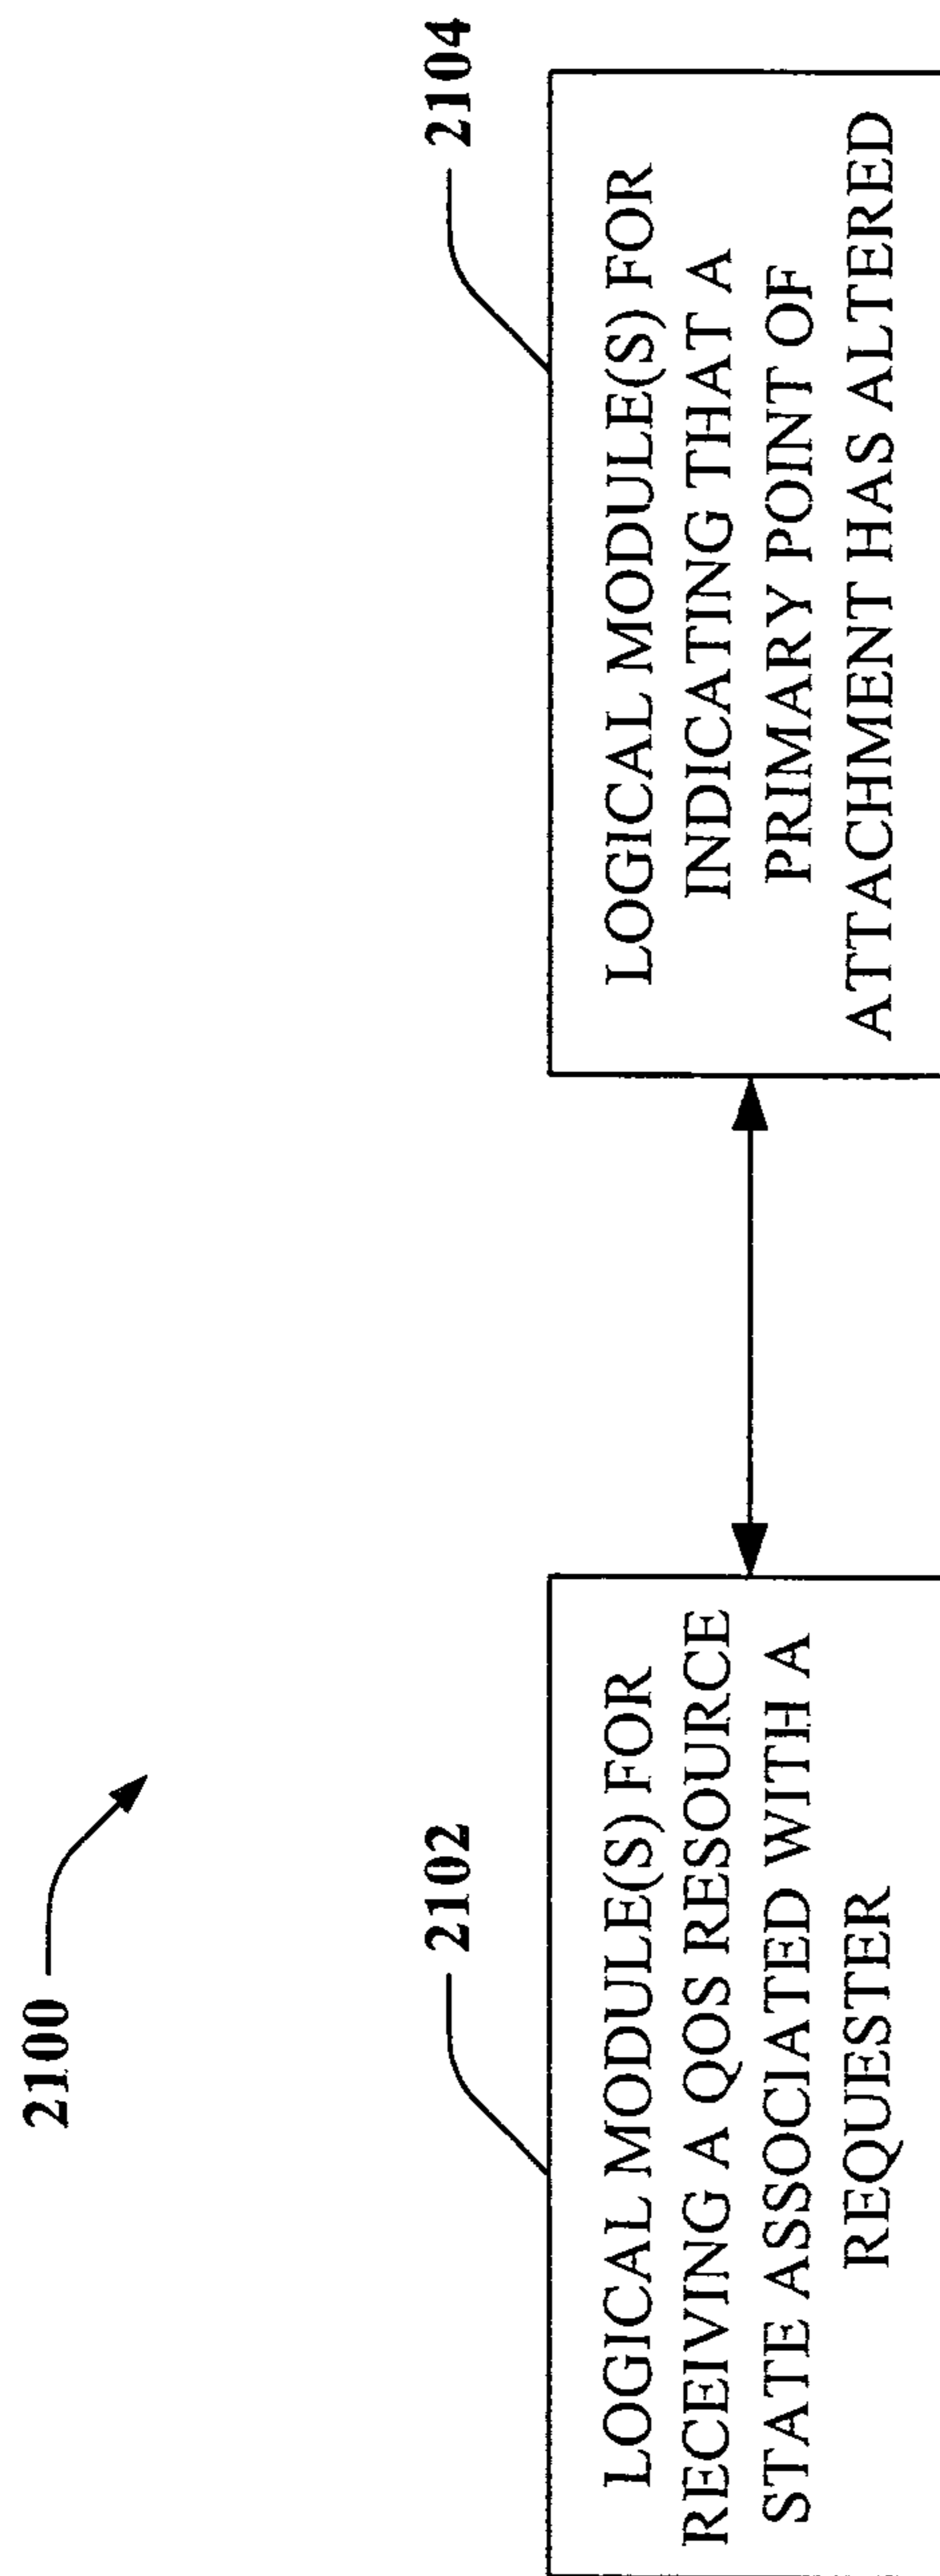 2100
2102
LOGICAL MODULE(S) FOR
RECEIVING A QOS RESOURCE
STATE ASSOCIATED WITH A
REQUESTER
2104
LOGICAL MODULE(S) FOR
INDICATING THAT A
PRIMARY POINT OF
ATTACHMENT HAS ALTERED